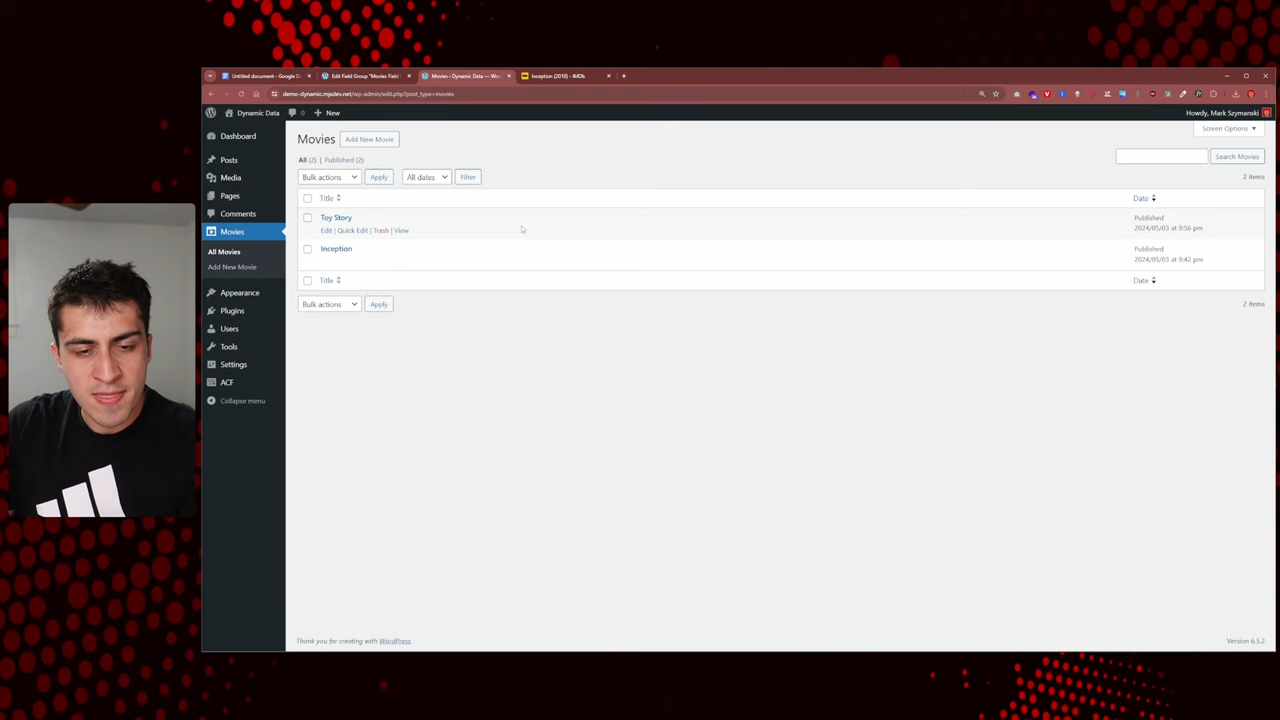 Untitled document - Google D
Edit Field Group "Movies Field
Movies ‹ Dynamic Data — Wor
Inception (2010) - IMDb
demo-dynamic.mjsdev.net/wp-admin/edit.php?post_type=movies
Dynamic Data
0
New
Howdy, Mark Szymanski
Dashboard
Posts
Media
Pages
Comments
Movies
All Movies
Add New Movie
Appearance
Plugins
Users
Tools
Settings
ACF
Collapse menu
Movies
Add New Movie
Screen Options
All (2) | Published (2)
Search Movies
Bulk actions
Apply
All dates
Filter
2 items
Title
Date
Toy Story
Edit | Quick Edit | Trash | View
Published
2024/05/03 at 9:56 pm
Inception
Published
2024/05/03 at 9:42 pm
Title
Date
Bulk actions
Apply
2 items
Thank you for creating with WordPress.
Version 6.5.2